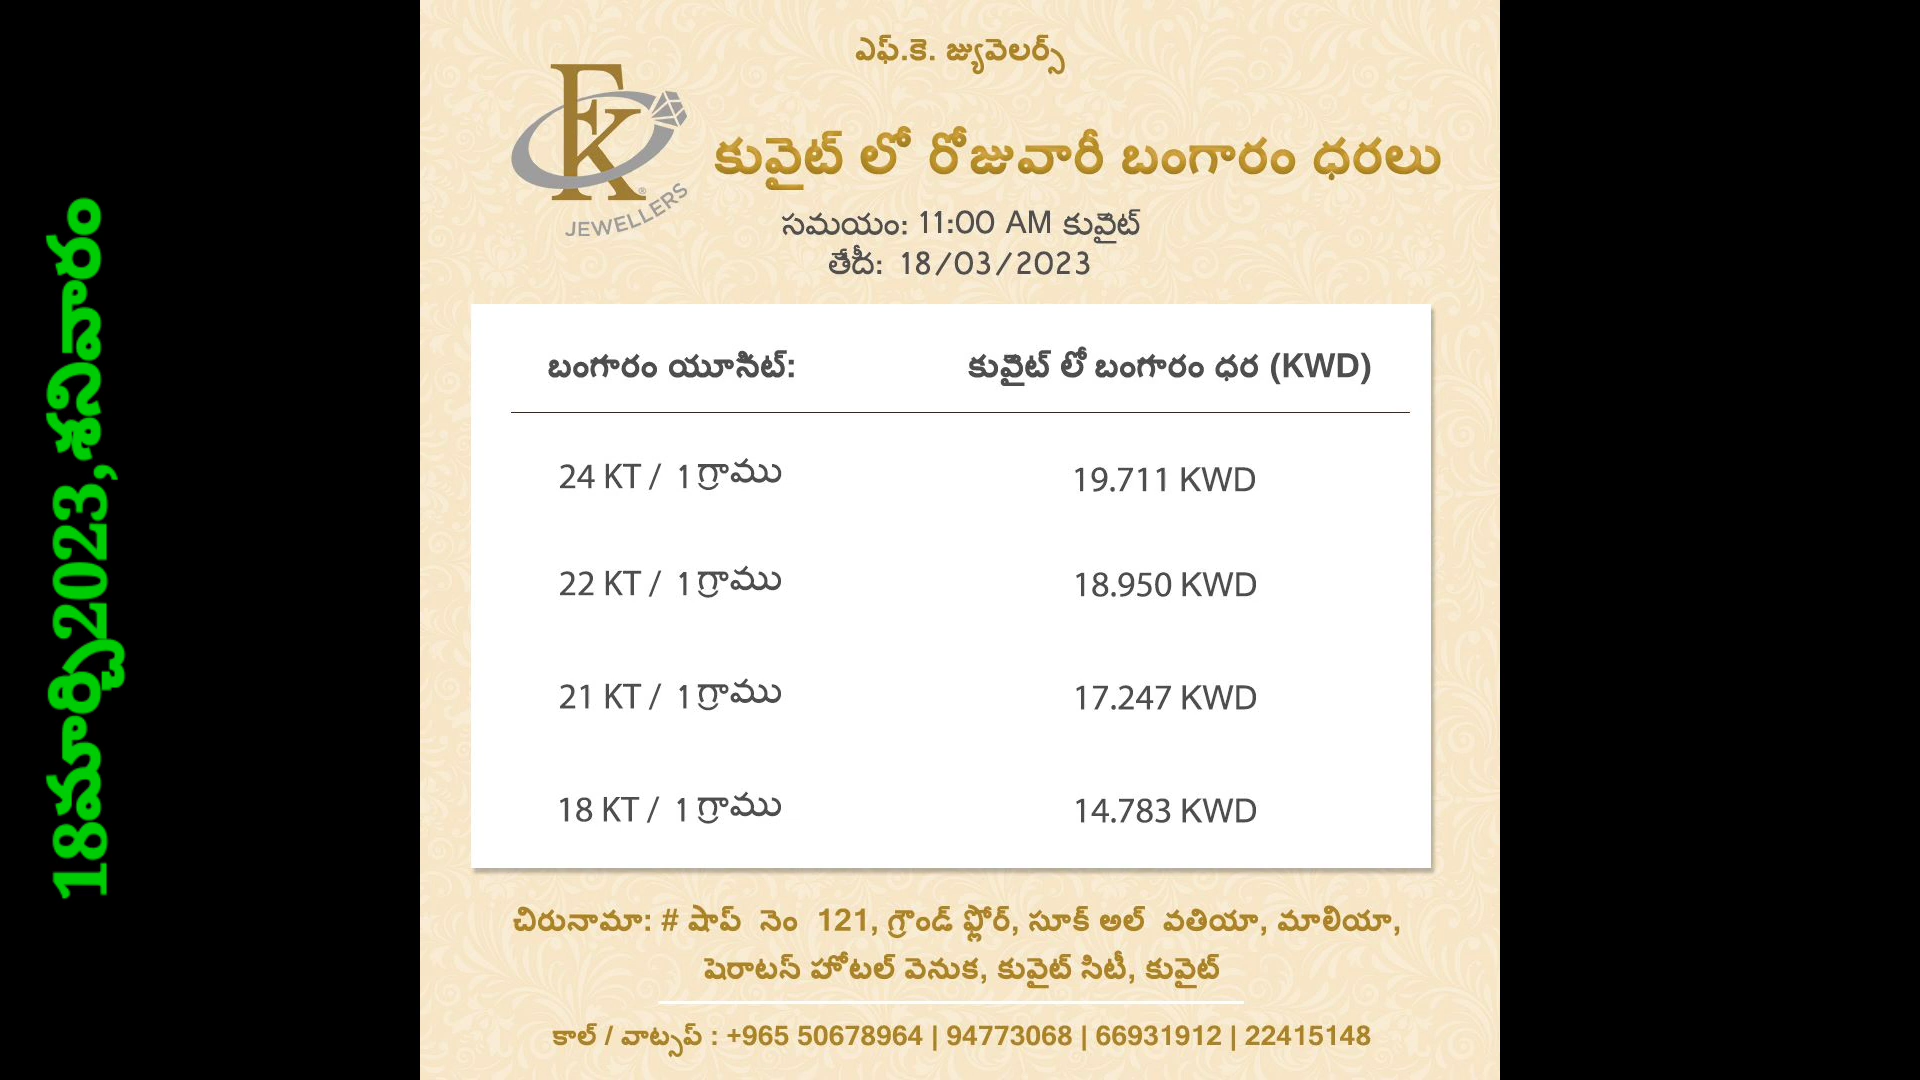 18మార్చి2023,శనివారం
ఎఫ్.కె. జ్యువెలర్స్
FK®
JEWELLERS
కువైట్ లో రోజువారీ బంగారం ధరలు
సమయం: 11:00 AM కువైట్
తేదీ: 18/03/2023
బంగారం యూనిట్: కువైట్ లో బంగారం ధర (KWD)
24 KT / 1 గ్రాము 19.711 KWD
22 KT / 1 గ్రాము 18.950 KWD
21 KT / 1 గ్రాము 17.247 KWD
18 KT / 1 గ్రాము 14.783 KWD
చిరునామా: # షాప్ నెం 121, గ్రౌండ్ ఫ్లోర్, సూక్ అల్ వతియా, మాలియా,
షెరాటస్ హోటల్ వెనుక, కువైట్ సిటీ, కువైట్
కాల్ / వాట్సప్ : +965 50678964 | 94773068 | 66931912 | 22415148